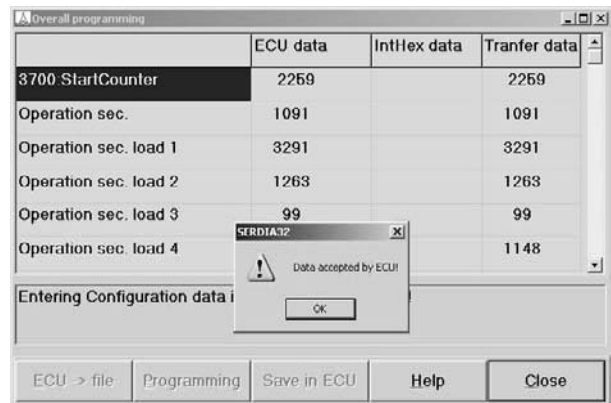 Overall programming
ECU data IntHex data Tranfer data
3700 StartCounter 2259 2259
Operation sec. 1091 1091
Operation sec. load 1 3291 3291
Operation sec. load 2 1263 1263
Operation sec. load 3 99 99
Operation sec. load 4 1148
SERDIA32
Data accepted by ECU!
OK
Entering Configuration data i
ECU -> file Programming Save in ECU Help Close